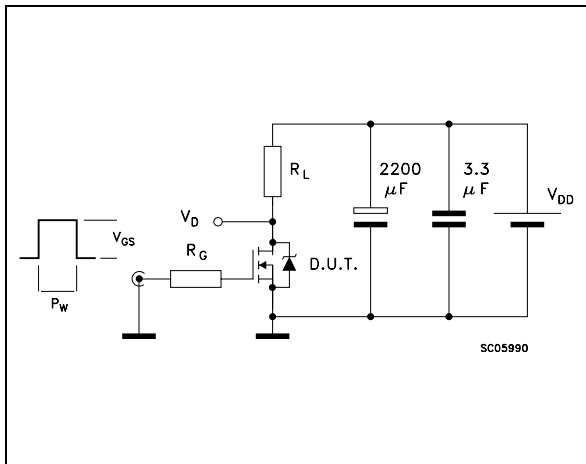 R_L
2200
μF
3.3
μF
V_DD
V_D
V_GS
R_G
D.U.T.
P_W
SC05990